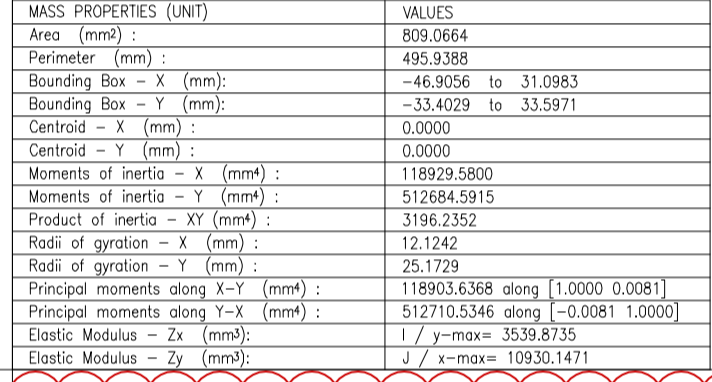 MASS PROPERTIES (UNIT) VALUES
Area (mm²) : 809.0664
Perimeter (mm) : 495.9388
Bounding Box – X (mm): –46.9056 to 31.0983
Bounding Box – Y (mm): –33.4029 to 33.5971
Centroid – X (mm) : 0.0000
Centroid – Y (mm) : 0.0000
Moments of inertia – X (mm⁴) : 118929.5800
Moments of inertia – Y (mm⁴) : 512684.5915
Product of inertia – XY (mm⁴) : 3196.2352
Radii of gyration – X (mm) : 12.1242
Radii of gyration – Y (mm) : 25.1729
Principal moments along X–Y (mm⁴) : 118903.6368 along [1.0000 0.0081]
Principal moments along Y–X (mm⁴) : 512710.5346 along [–0.0081 1.0000]
Elastic Modulus – Zx (mm³): I / y–max= 3539.8735
Elastic Modulus – Zy (mm³): J / x–max= 10930.1471